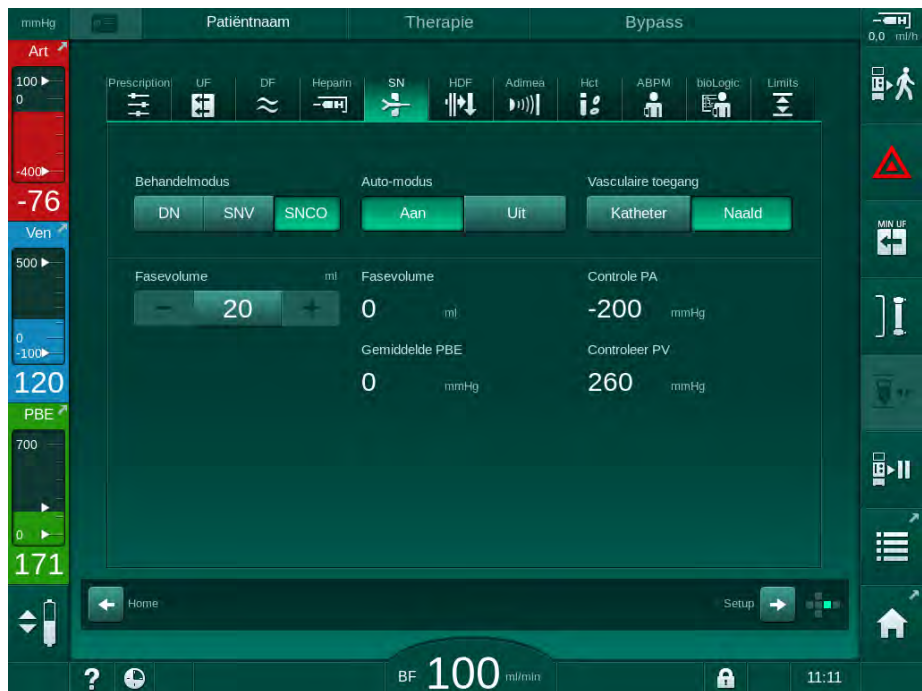 mmHg
Patiëntnaam
Therapie
Bypass
0,0 ml/h
Art
100
0
-400
-76
Ven
500
0
-100
120
PBE
700
0
171
Prescription UF DF Heparin SN HDF Adimea Hct ABPM bioLogic Limits
Behandelmodus
DN SNV SNCO
Auto-modus
Aan Uit
Vasculaire toegang
Katheter Naald
Fasevolume ml
− 20 +
Fasevolume
0 ml
Controle PA
-200 mmHg
Gemiddelde PBE
0 mmHg
Controleer PV
260 mmHg
MIN UF
Home
Setup
? BF 100 ml/min 11:11